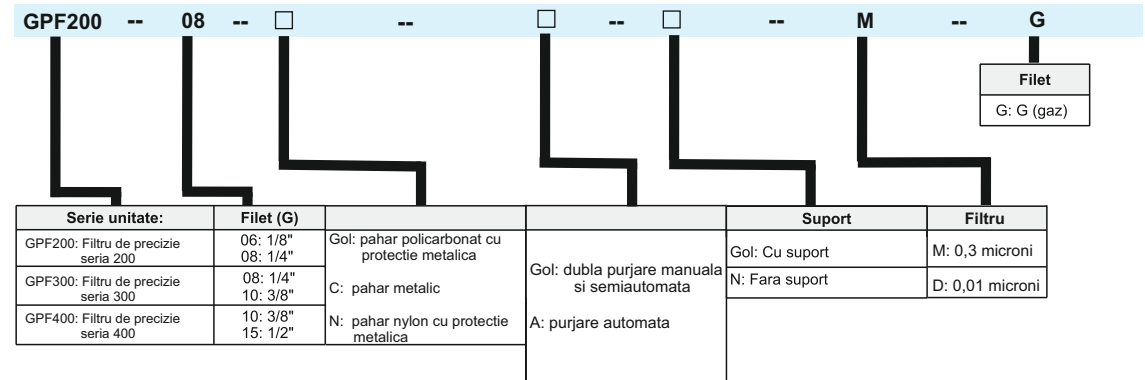 GPF200 -- 08 -- □ -- □ -- □ -- M -- G
Filet
G: G (gaz)
Serie unitate:
GPF200: Filtru de precizie
seria 200
GPF300: Filtru de precizie
seria 300
GPF400: Filtru de precizie
seria 400
Filet (G)
06: 1/8"
08: 1/4"
08: 1/4"
10: 3/8"
10: 3/8"
15: 1/2"
Gol: pahar policarbonat cu
protectie metalica
C: pahar metalic
N: pahar nylon cu protectie
metalica
Gol: dubla purjare manuala
si semiautomata
A: purjare automata
Suport
Gol: Cu suport
N: Fara suport
Filtru
M: 0,3 microni
D: 0,01 microni